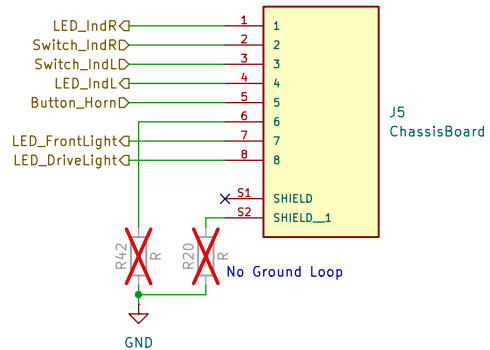 LED_IndR 1 1
Switch_IndR 2 2
Switch_IndL 3 3
LED_IndL 4 4
Button_Horn 5 5
6 6
LED_FrontLight 7 7
LED_DriveLight 8 8
S1 SHIELD
S2 SHIELD__1
J5
ChassisBoard
R42 R
R20 R
No Ground Loop
GND